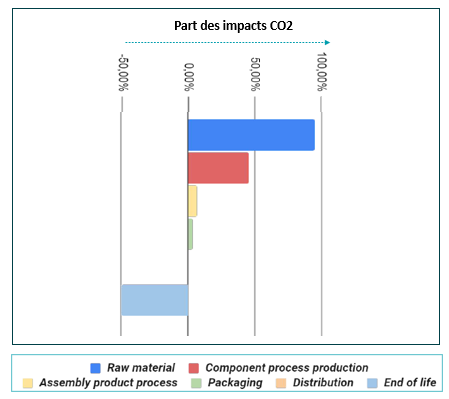 Part des impacts CO2
-50,00%
0,00%
50,00%
100,00%
Raw material
Component process production
Assembly product process
Packaging
Distribution
End of life